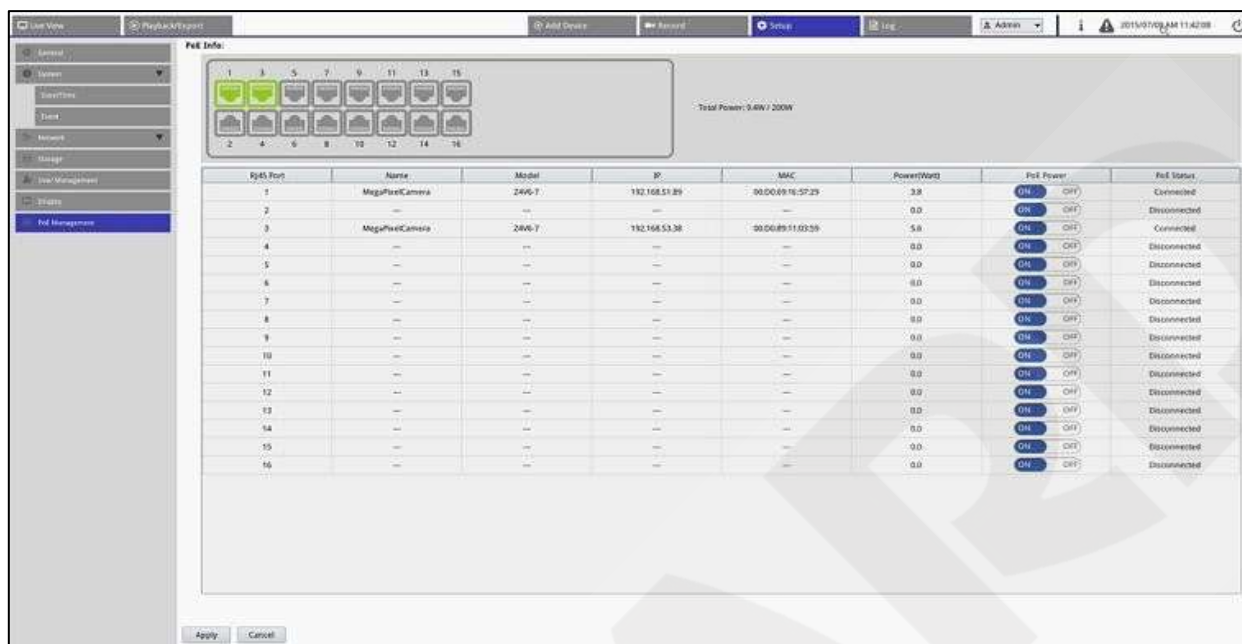 Live View Playback/Export Add Device Record Setup Log Admin i 2015/07/09 AM 11:42:08
General
System
Date/Time
Event
Network
Storage
User Management
Display
PoE Management
PoE Info:
1 3 5 7 9 11 13 15
2 4 6 8 10 12 14 16
Total Power: 9.4W / 200W
RJ45 Port Name Model IP MAC Power(Watt) PoE Power PoE Status
1 MegaPixelCamera Z4V6-7 192.168.51.89 00:D0:89:16:57:29 3.8 ON OFF Connected
2 --- --- --- --- 0.0 ON OFF Disconnected
3 MegaPixelCamera Z4V6-7 192.168.53.38 00:D0:89:11:03:59 5.6 ON OFF Connected
4 --- --- --- --- 0.0 ON OFF Disconnected
5 --- --- --- --- 0.0 ON OFF Disconnected
6 --- --- --- --- 0.0 ON OFF Disconnected
7 --- --- --- --- 0.0 ON OFF Disconnected
8 --- --- --- --- 0.0 ON OFF Disconnected
9 --- --- --- --- 0.0 ON OFF Disconnected
10 --- --- --- --- 0.0 ON OFF Disconnected
11 --- --- --- --- 0.0 ON OFF Disconnected
12 --- --- --- --- 0.0 ON OFF Disconnected
13 --- --- --- --- 0.0 ON OFF Disconnected
14 --- --- --- --- 0.0 ON OFF Disconnected
15 --- --- --- --- 0.0 ON OFF Disconnected
16 --- --- --- --- 0.0 ON OFF Disconnected
Apply Cancel